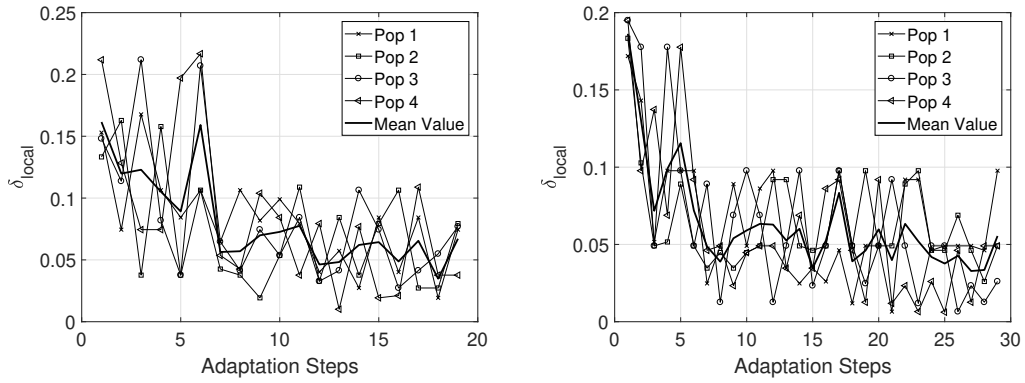 0.25
0.2
0.15
0.1
0.05
0
δlocal
0 5 10 15 20
Adaptation Steps
Pop 1
Pop 2
Pop 3
Pop 4
Mean Value
0.2
0.15
0.1
0.05
0
δlocal
0 5 10 15 20 25 30
Adaptation Steps
Pop 1
Pop 2
Pop 3
Pop 4
Mean Value